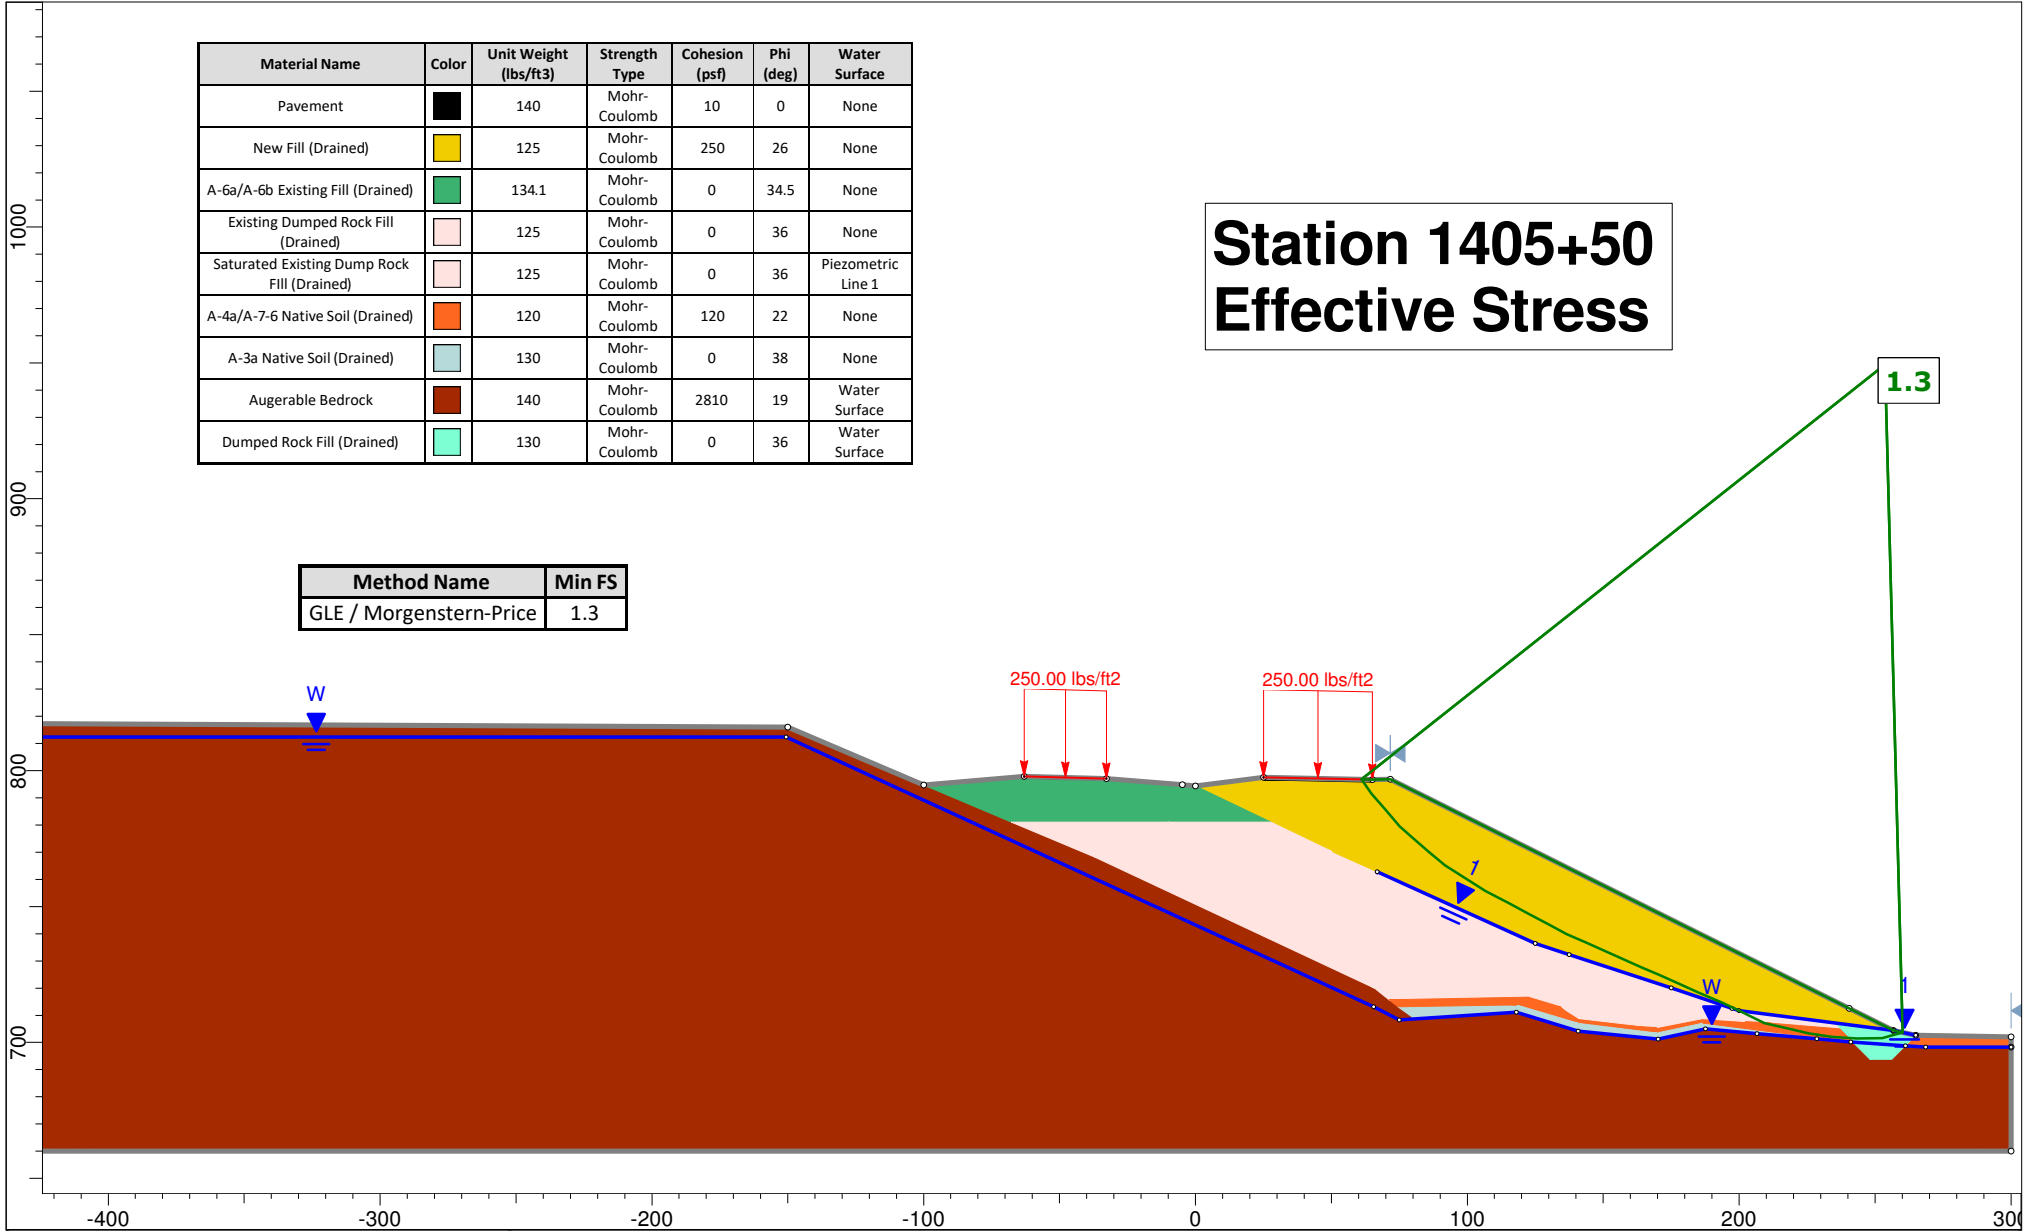 Material Name Color Unit Weight (lbs/ft3) Strength Type Cohesion (psf) Phi (deg) Water Surface
Pavement 140 Mohr-Coulomb 10 0 None
New Fill (Drained) 125 Mohr-Coulomb 250 26 None
A-6a/A-6b Existing Fill (Drained) 134.1 Mohr-Coulomb 0 34.5 None
Existing Dumped Rock Fill (Drained) 125 Mohr-Coulomb 0 36 None
Saturated Existing Dump Rock FIll (Drained) 125 Mohr-Coulomb 0 36 Piezometric Line 1
A-4a/A-7-6 Native Soil (Drained) 120 Mohr-Coulomb 120 22 None
A-3a Native Soil (Drained) 130 Mohr-Coulomb 0 38 None
Augerable Bedrock 140 Mohr-Coulomb 2810 19 Water Surface
Dumped Rock Fill (Drained) 130 Mohr-Coulomb 0 36 Water Surface
Station 1405+50
Effective Stress
1.3
Method Name Min FS
GLE / Morgenstern-Price 1.3
250.00 lbs/ft2
250.00 lbs/ft2
W
1
W
1
1000
900
800
700
-400 -300 -200 -100 0 100 200 300